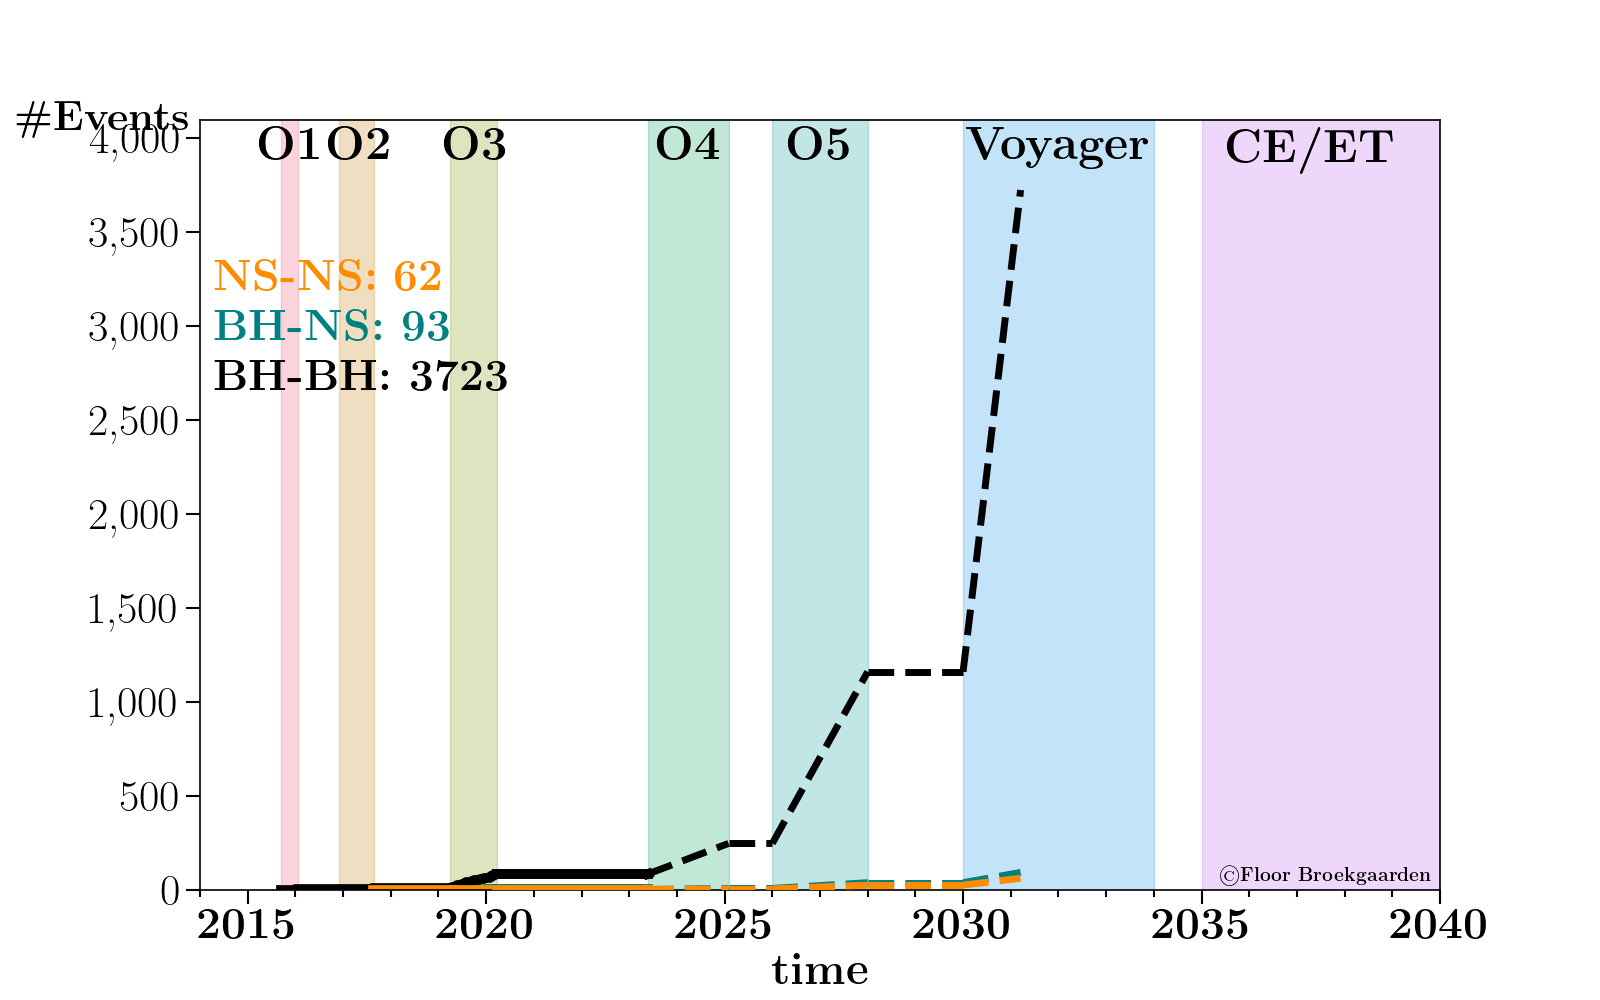 #Events
4,000
O1 O2 O3 O4 O5 Voyager CE/ET
3,500
NS-NS: 62
3,000
BH-NS: 93
BH-BH: 3723
2,500
2,000
1,500
1,000
500
0
©Floor Broekgaarden
2015 2020 2025 2030 2035 2040
time